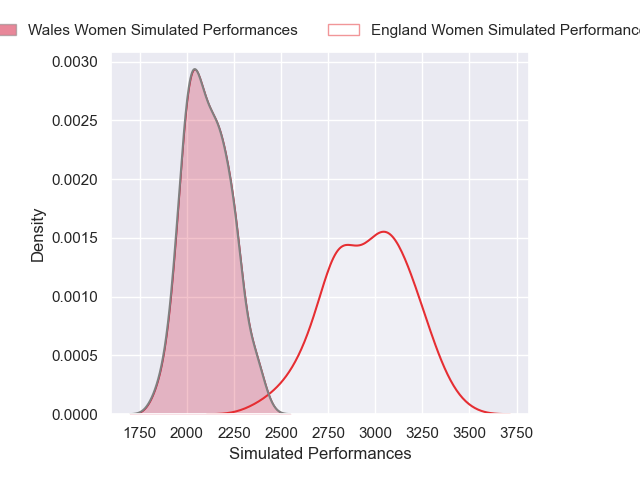 Wales Women Simulated Performances England Women Simulated Performanc
0.0030
0.0025
0.0020
0.0015
0.0010
0.0005
0.0000
Density
1750 2000 2250 2500 2750 3000 3250 3500 3750
Simulated Performances